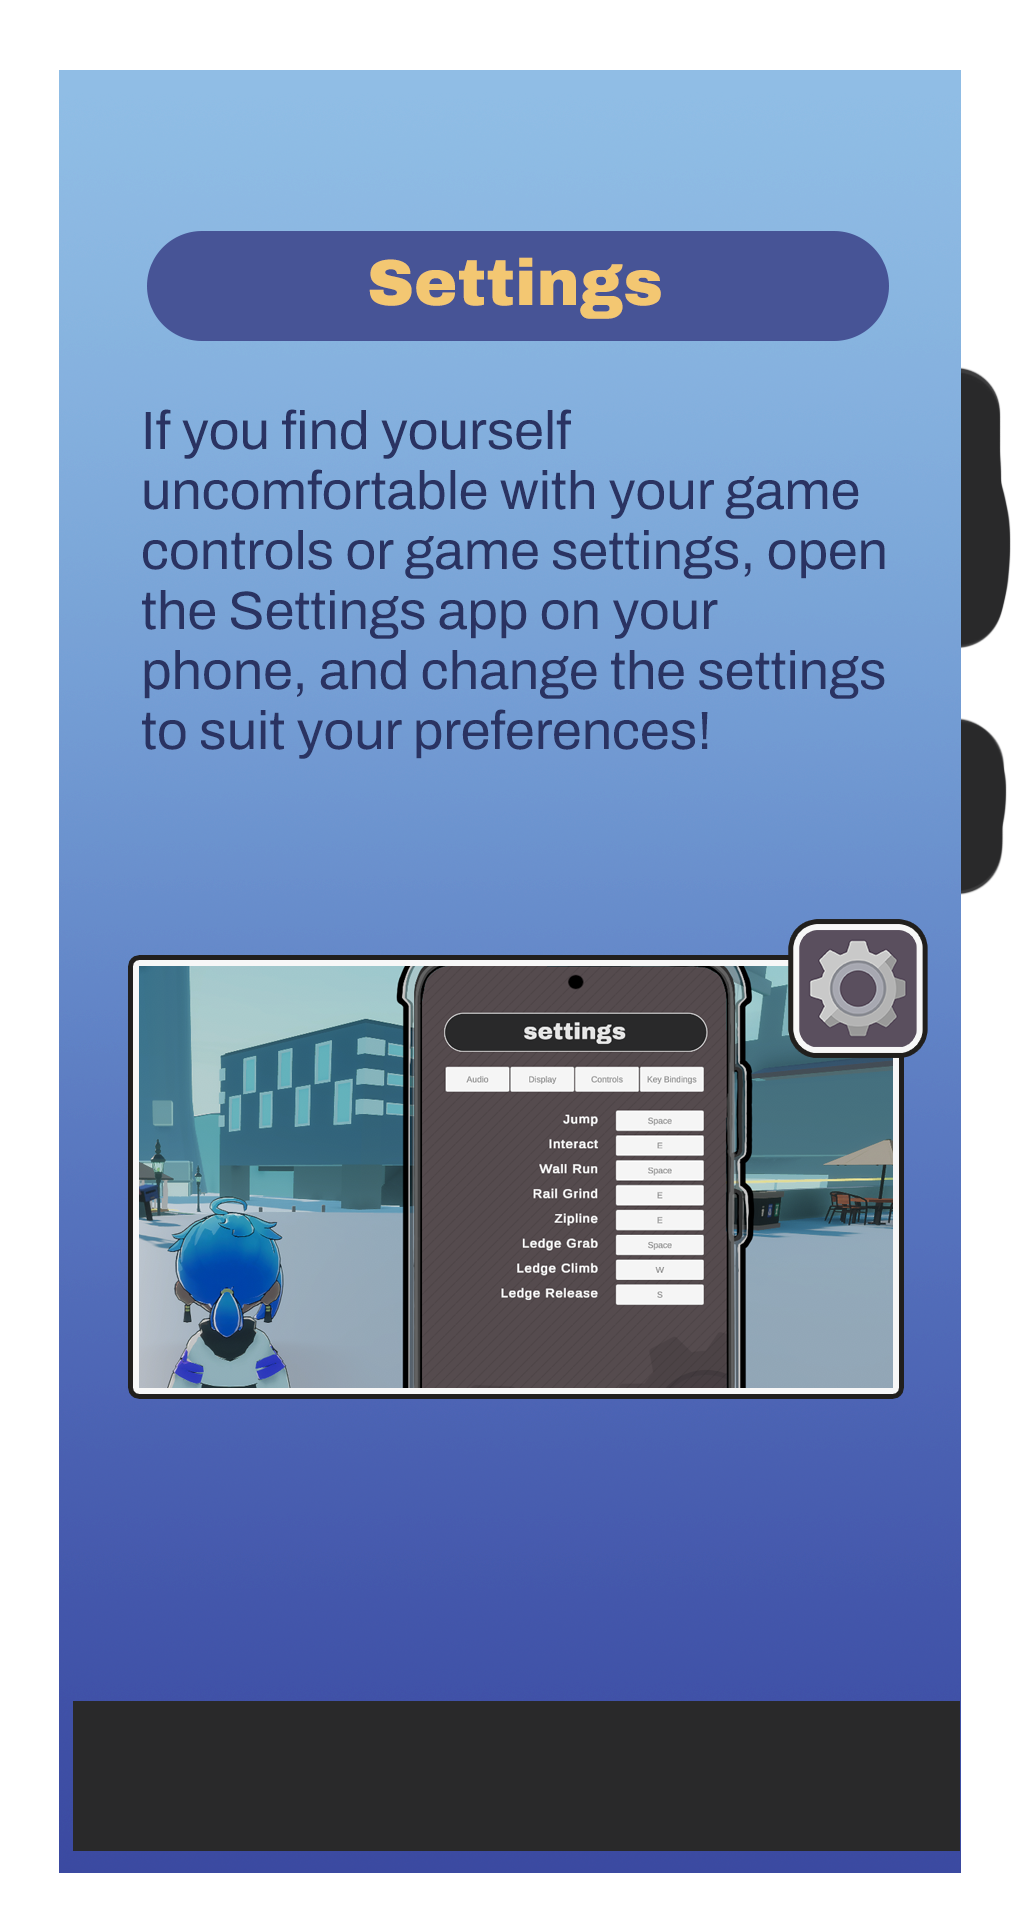 Settings
If you find yourself
uncomfortable with your game
controls or game settings, open
the Settings app on your
phone, and change the settings
to suit your preferences!
settings
Audio Display Controls Key Bindings
Jump Space
Interact E
Wall Run Space
Rail Grind E
Zipline E
Ledge Grab Space
Ledge Climb W
Ledge Release S